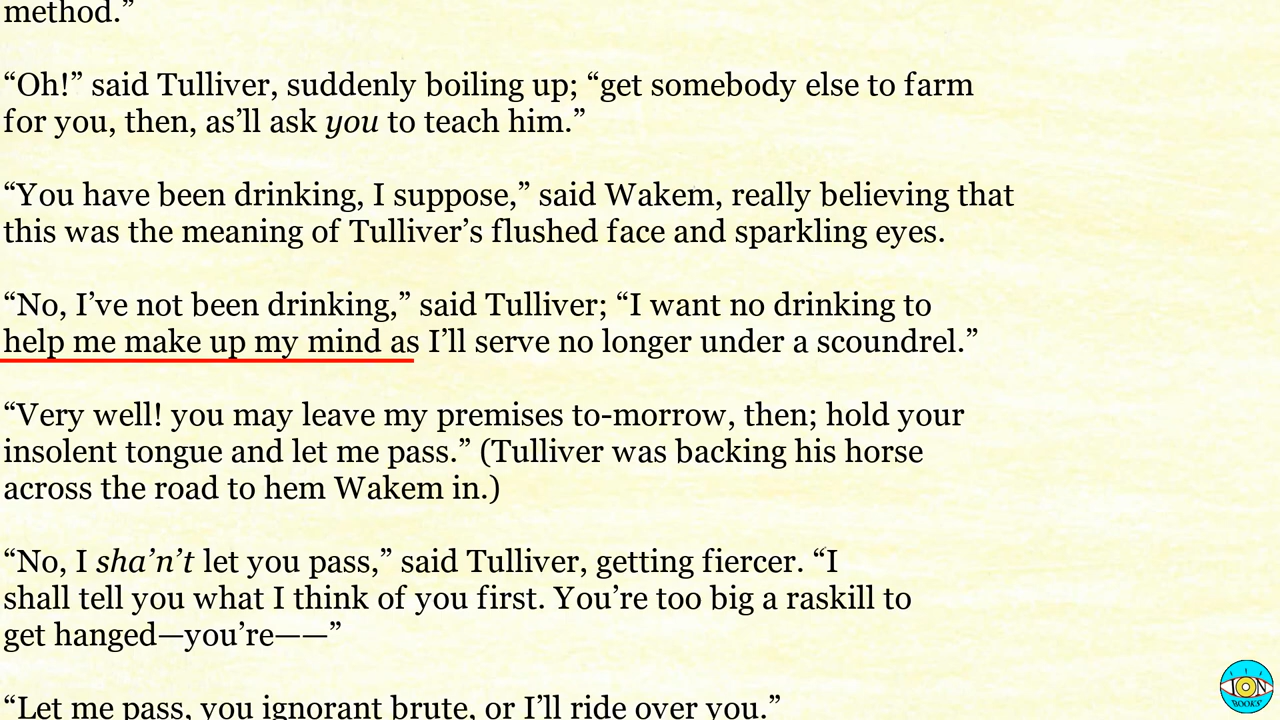 method.”
“Oh!” said Tulliver, suddenly boiling up; “get somebody else to farm
for you, then, as’ll ask you to teach him.”
“You have been drinking, I suppose,” said Wakem, really believing that
this was the meaning of Tulliver’s flushed face and sparkling eyes.
“No, I’ve not been drinking,” said Tulliver; “I want no drinking to
help me make up my mind as I’ll serve no longer under a scoundrel.”
“Very well! you may leave my premises to-morrow, then; hold your
insolent tongue and let me pass.” (Tulliver was backing his horse
across the road to hem Wakem in.)
“No, I sha’n’t let you pass,” said Tulliver, getting fiercer. “I
shall tell you what I think of you first. You’re too big a raskill to
get hanged—you’re——”
“Let me pass, you ignorant brute, or I’ll ride over you.”
ION
BOOKS